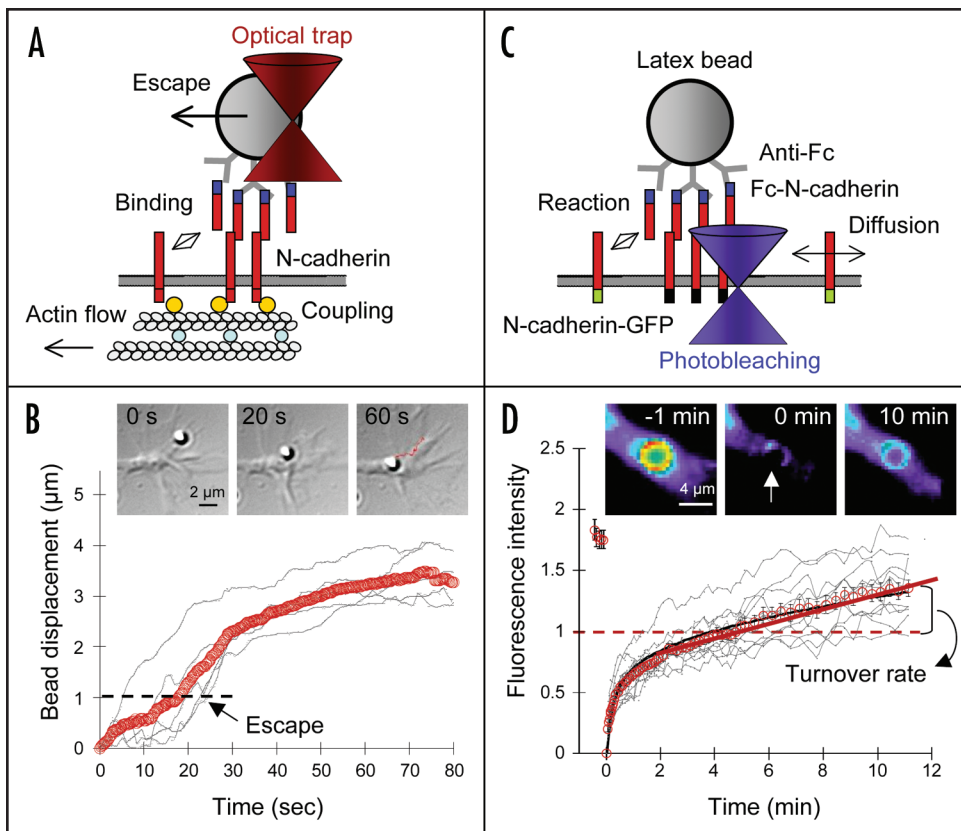 A
Optical trap
Escape
Binding
N-cadherin
Actin flow
Coupling
C
Latex bead
Anti-Fc
Fc-N-cadherin
Reaction
Diffusion
N-cadherin-GFP
Photobleaching
B
0 s
20 s
60 s
2 µm
Bead displacement (µm)
5
4
3
2
1
0
Escape
0
10
20
30
40
50
60
70
80
Time (sec)
D
-1 min
0 min
10 min
4 µm
Fluorescence intensity
2.5
2
1.5
1
0.5
0
Turnover rate
0
2
4
6
8
10
12
Time (min)